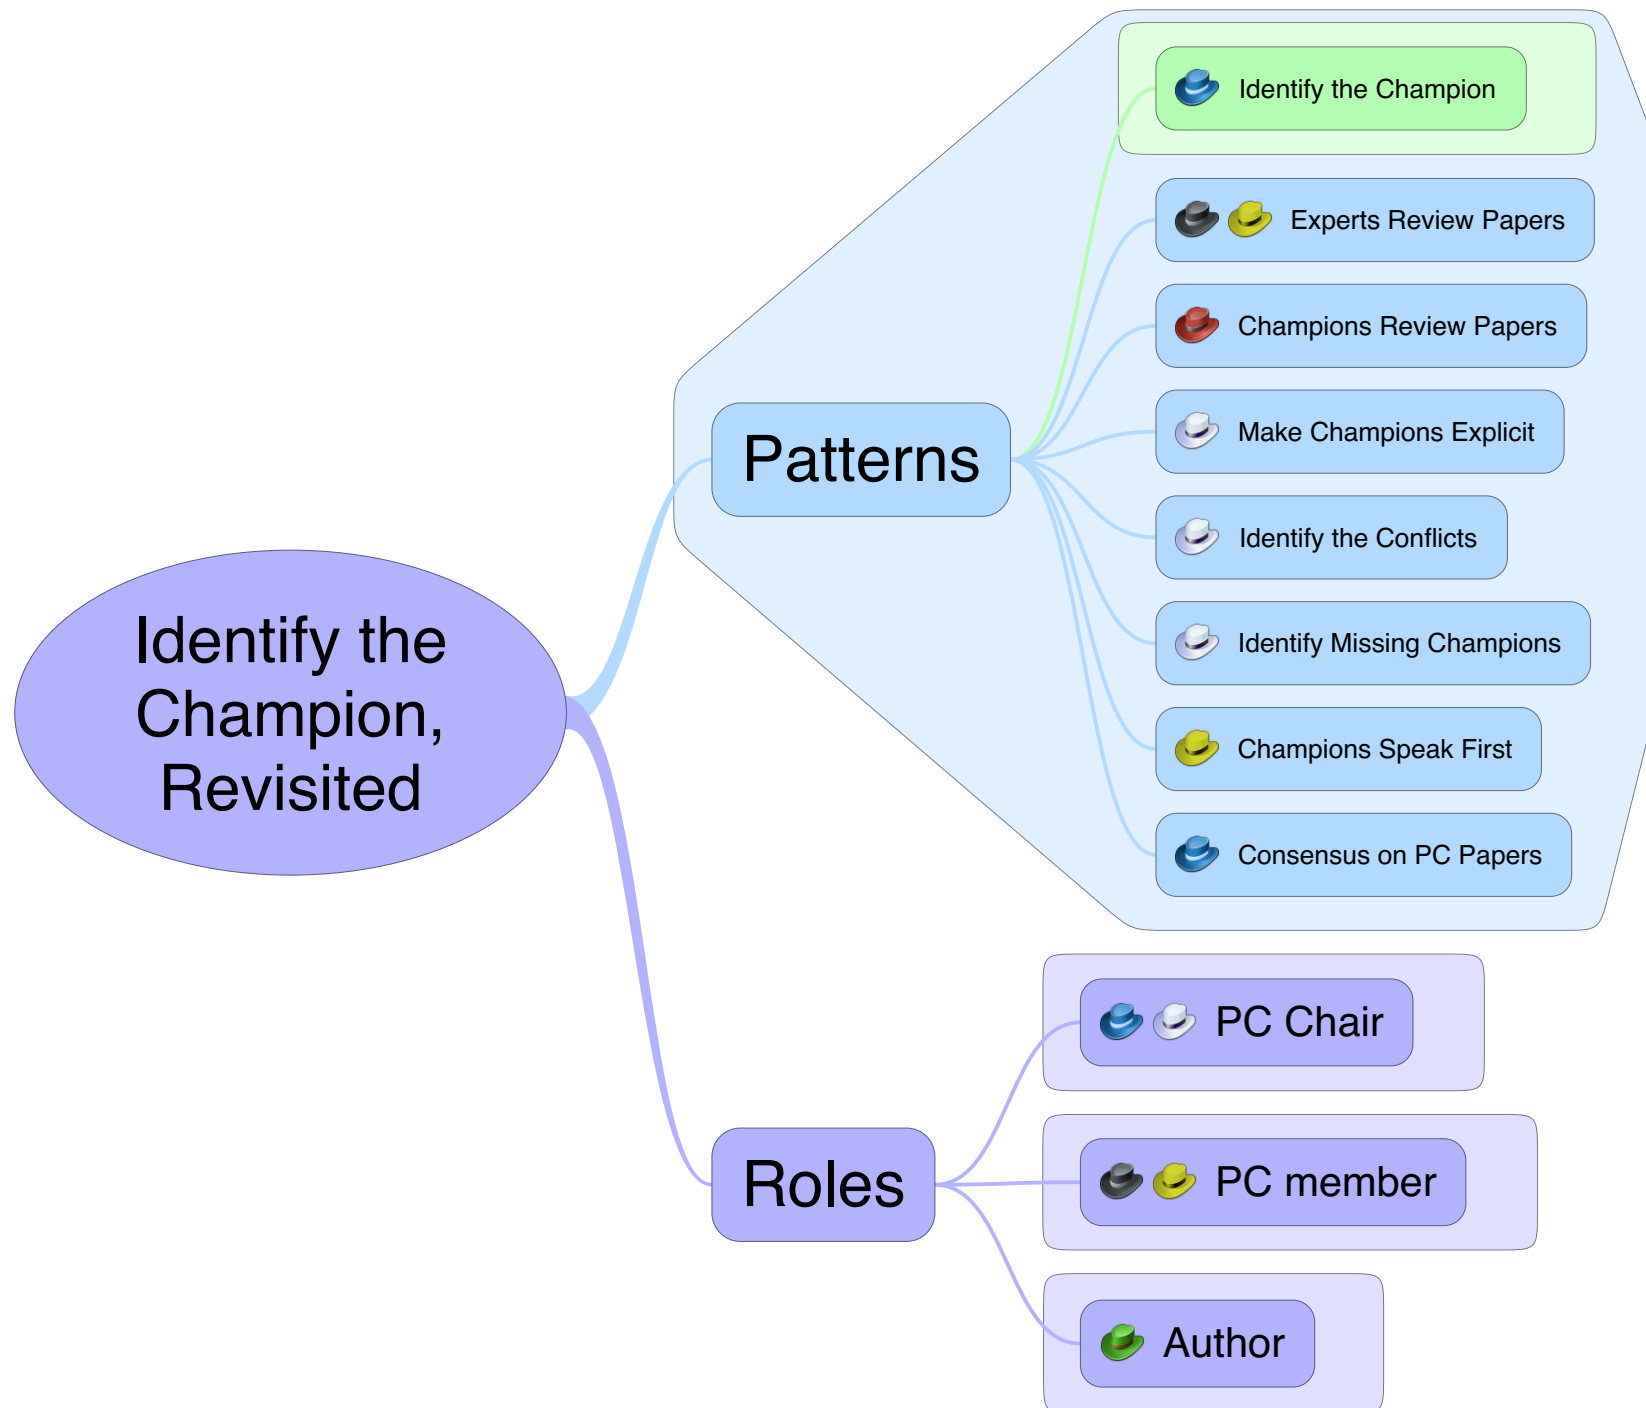 Identify the
Champion,
Revisited
Patterns
Identify the Champion
Experts Review Papers
Champions Review Papers
Make Champions Explicit
Identify the Conflicts
Identify Missing Champions
Champions Speak First
Consensus on PC Papers
Roles
PC Chair
PC member
Author